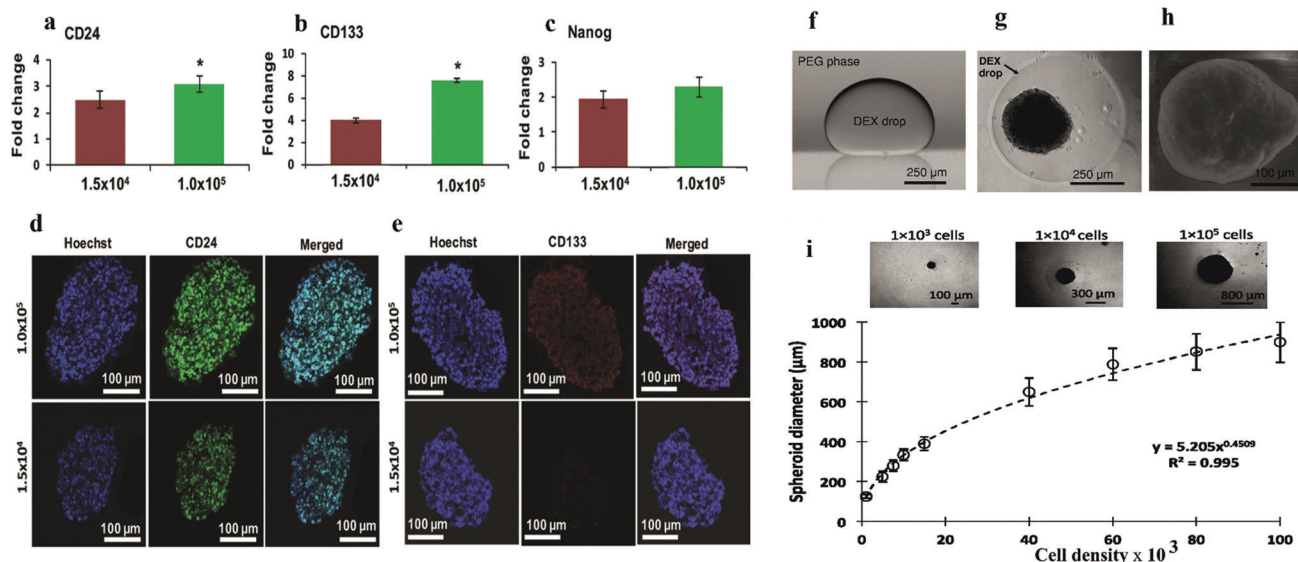 a
CD24
Fold change
4
3
2
1
0
*
1.5x10⁴
1.0x10⁵
b
CD133
Fold change
10
8
6
4
2
0
*
1.5x10⁴
1.0x10⁵
c
Nanog
Fold change
2
1
0
1.5x10⁴
1.0x10⁵
d
Hoechst
CD24
Merged
1.0x10⁵
100 μm
100 μm
100 μm
1.5x10⁴
100 μm
100 μm
100 μm
e
Hoechst
CD133
Merged
1.0x10⁵
100 μm
100 μm
100 μm
1.5x10⁴
100 μm
100 μm
100 μm
f
PEG phase
DEX drop
250 μm
g
DEX
drop
250 μm
h
100 μm
i
1×10³ cells
1×10⁴ cells
1×10⁵ cells
100 μm
300 μm
800 μm
Spheroid diameter (μm)
1000
800
600
400
200
0
y = 5.205x^0.4509
R² = 0.995
0
20
40
60
80
100
Cell density x 10³